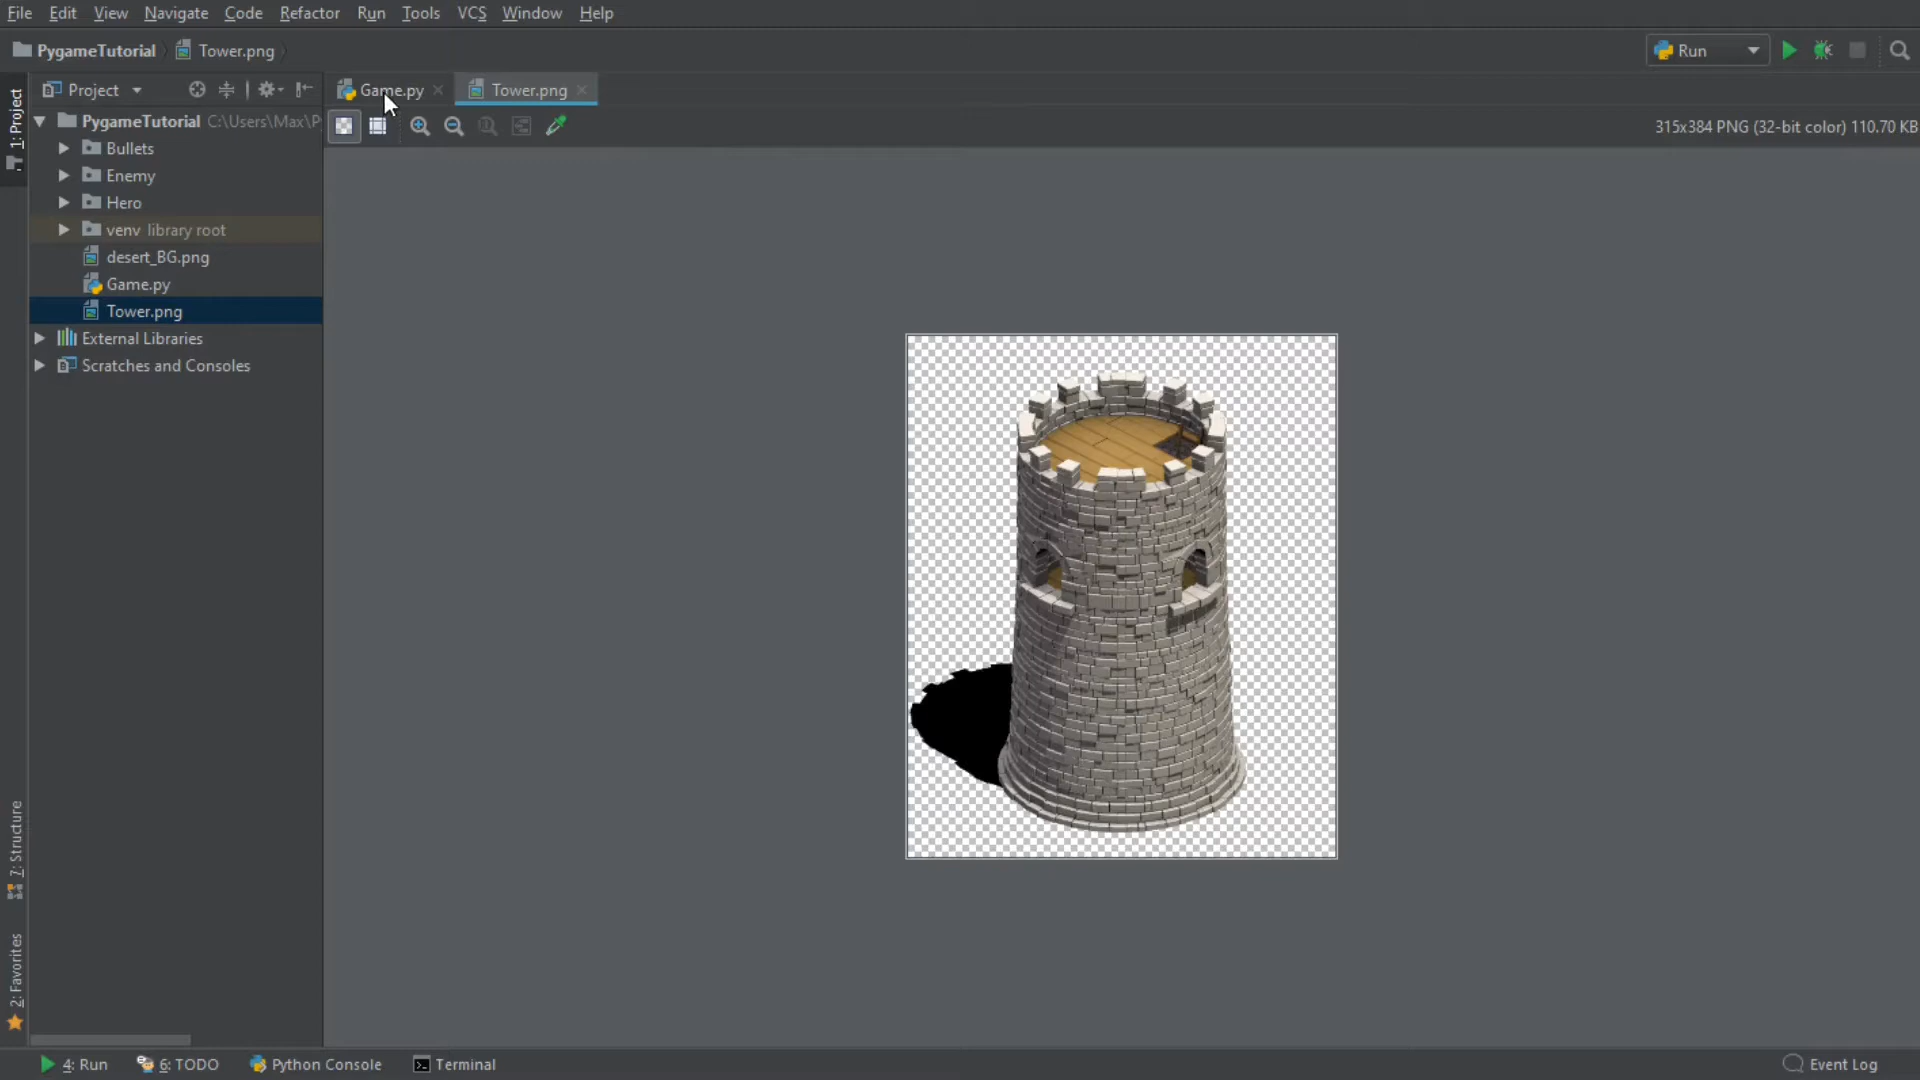 File Edit View Navigate Code Refactor Run Tools VCS Window Help
PygameTutorial Tower.png Run
1: Project
Project Game.py Tower.png
PygameTutorial C:\Users\Max\P
315x384 PNG (32-bit color) 110.70 KB
Bullets
Enemy
Hero
venv library root
desert_BG.png
Game.py
Tower.png
External Libraries
Scratches and Consoles
7: Structure
2: Favorites
4: Run 6: TODO Python Console Terminal Event Log